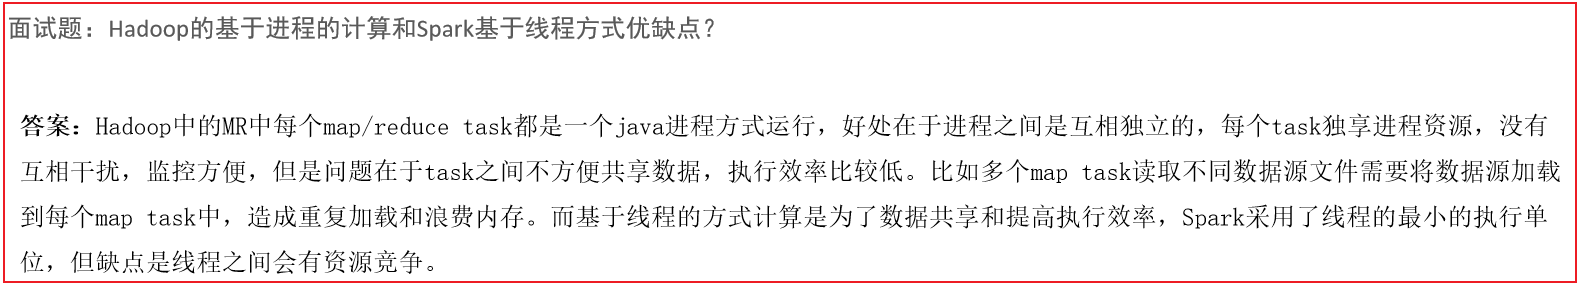 面试题：Hadoop的基于进程的计算和Spark基于线程方式优缺点？
答案：Hadoop中的MR中每个map/reduce task都是一个java进程方式运行，好处在于进程之间是互相独立的，每个task独享进程资源，没有
互相干扰，监控方便，但是问题在于task之间不方便共享数据，执行效率比较低。比如多个map task读取不同数据源文件需要将数据源加载
到每个map task中，造成重复加载和浪费内存。而基于线程的方式计算是为了数据共享和提高执行效率，Spark采用了线程的最小的执行单
位，但缺点是线程之间会有资源竞争。